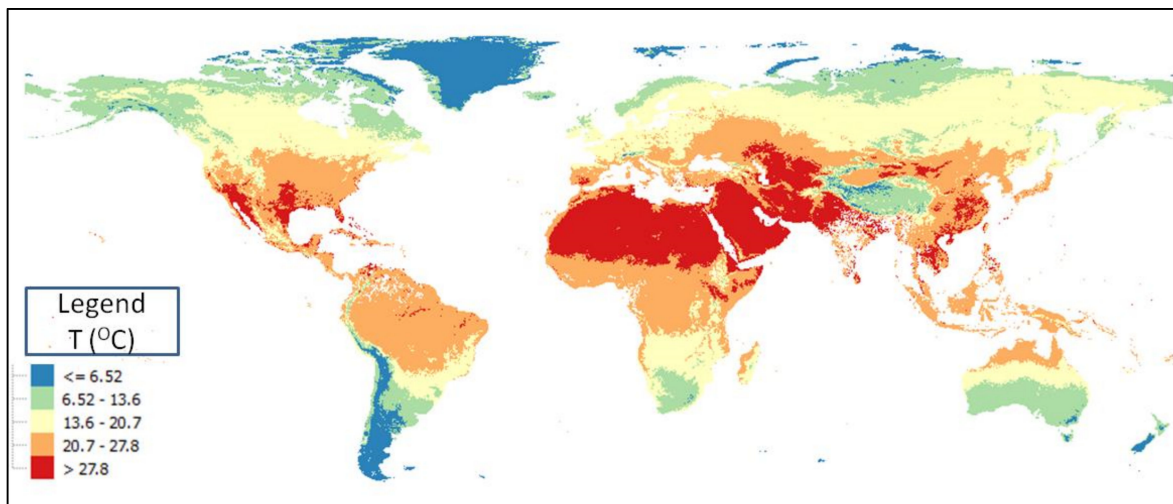 Legend
T (ᴼC)
<= 6.52
6.52 - 13.6
13.6 - 20.7
20.7 - 27.8
> 27.8